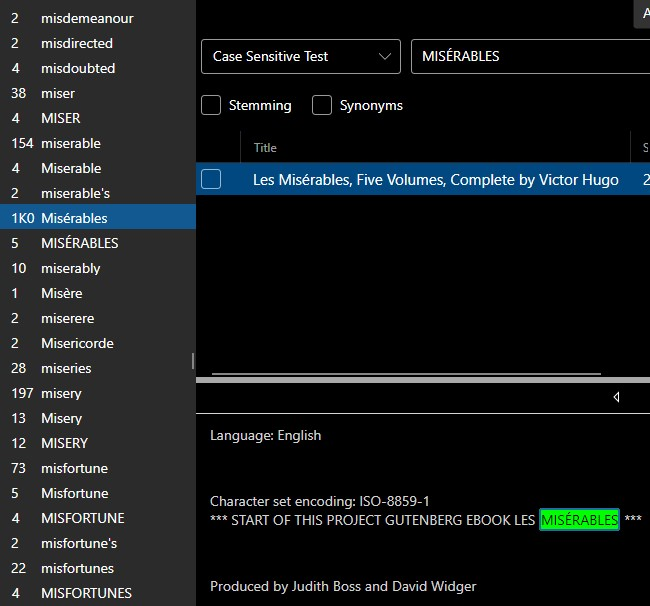 2 misdemeanour
2 misdirected
4 misdoubted
38 miser
4 MISER
154 miserable
4 Miserable
2 miserable's
1K0 Misérables
5 MISÉRABLES
10 miserably
1 Misère
2 miserere
2 Misericorde
28 miseries
197 misery
13 Misery
12 MISERY
73 misfortune
5 Misfortune
4 MISFORTUNE
2 misfortune's
22 misfortunes
4 MISFORTUNES
A
Case Sensitive Test
MISÉRABLES
Stemming
Synonyms
Title
S
Les Misérables, Five Volumes, Complete by Victor Hugo
2
Language: English
Character set encoding: ISO-8859-1
*** START OF THIS PROJECT GUTENBERG EBOOK LES MISÉRABLES ***
Produced by Judith Boss and David Widger